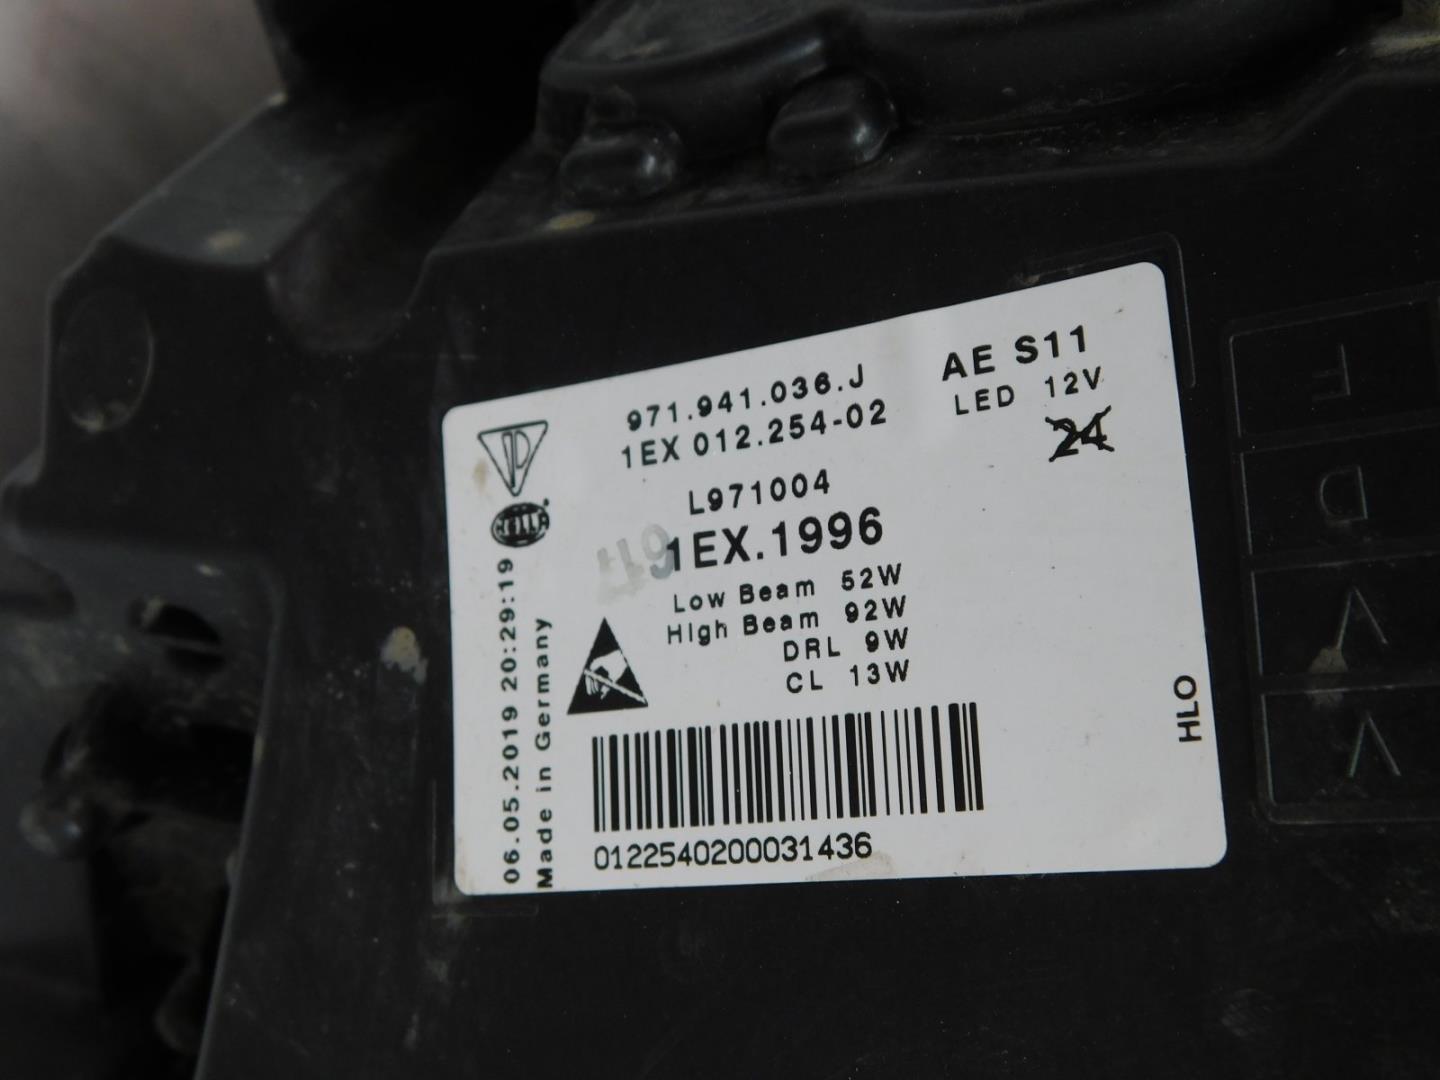 971.941.036.J
1EX 012.254-02
AE S11
LED 12V
24
HELLA
L971004
1EX.1996
Low Beam 52W
High Beam 92W
DRL 9W
CL 13W
06.05.2019 20:29:19
Made in Germany
0122540200031436
HLO
F
D
V
V